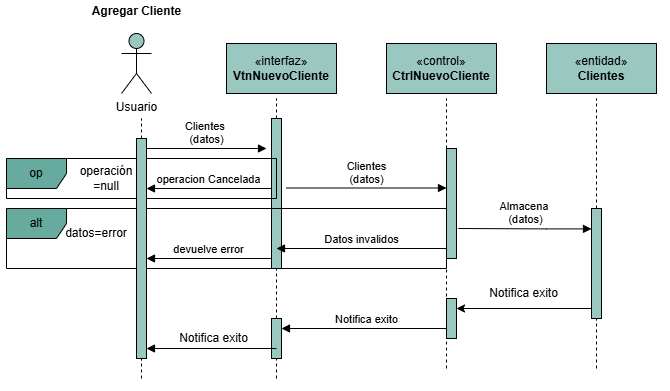 Agregar Cliente
«interfaz»
VtnNuevoCliente
«control»
CtrlNuevoCliente
«entidad»
Clientes
Usuario
Clientes
(datos)
op
operación
=null
operacion Cancelada
Clientes
(datos)
alt
datos=error
Almacena
(datos)
Datos invalidos
devuelve error
Notifica exito
Notifica exito
Notifica exito